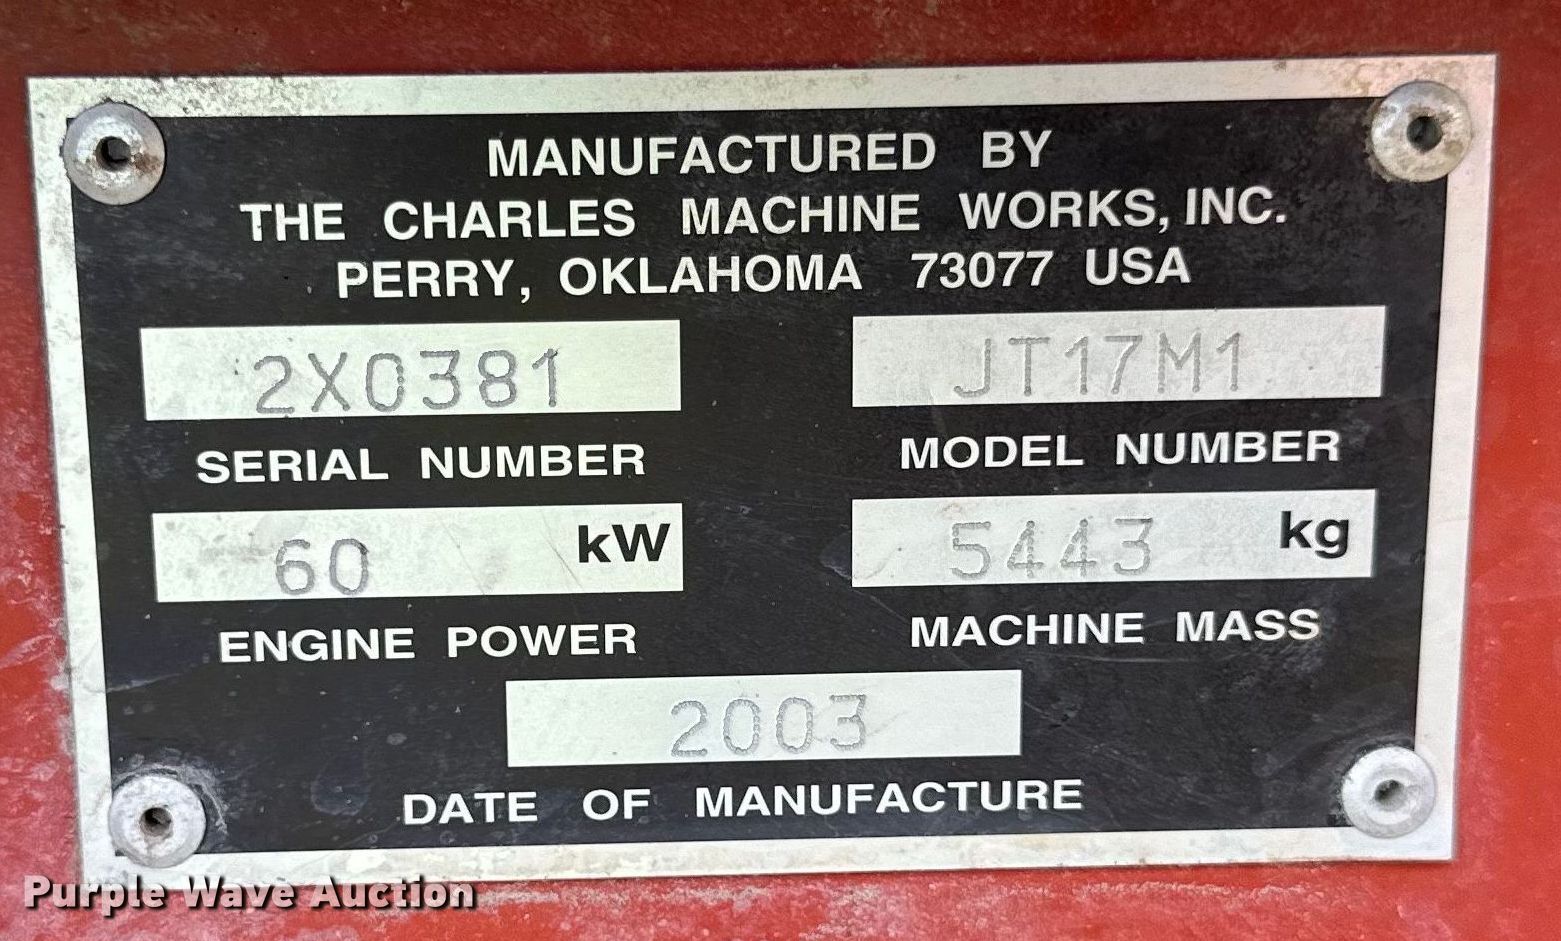 MANUFACTURED BY
THE CHARLES MACHINE WORKS, INC.
PERRY, OKLAHOMA 73077 USA
2X0381 JT17M1
SERIAL NUMBER MODEL NUMBER
60 kW 5443 kg
ENGINE POWER MACHINE MASS
2003
DATE OF MANUFACTURE
Purple Wave Auction